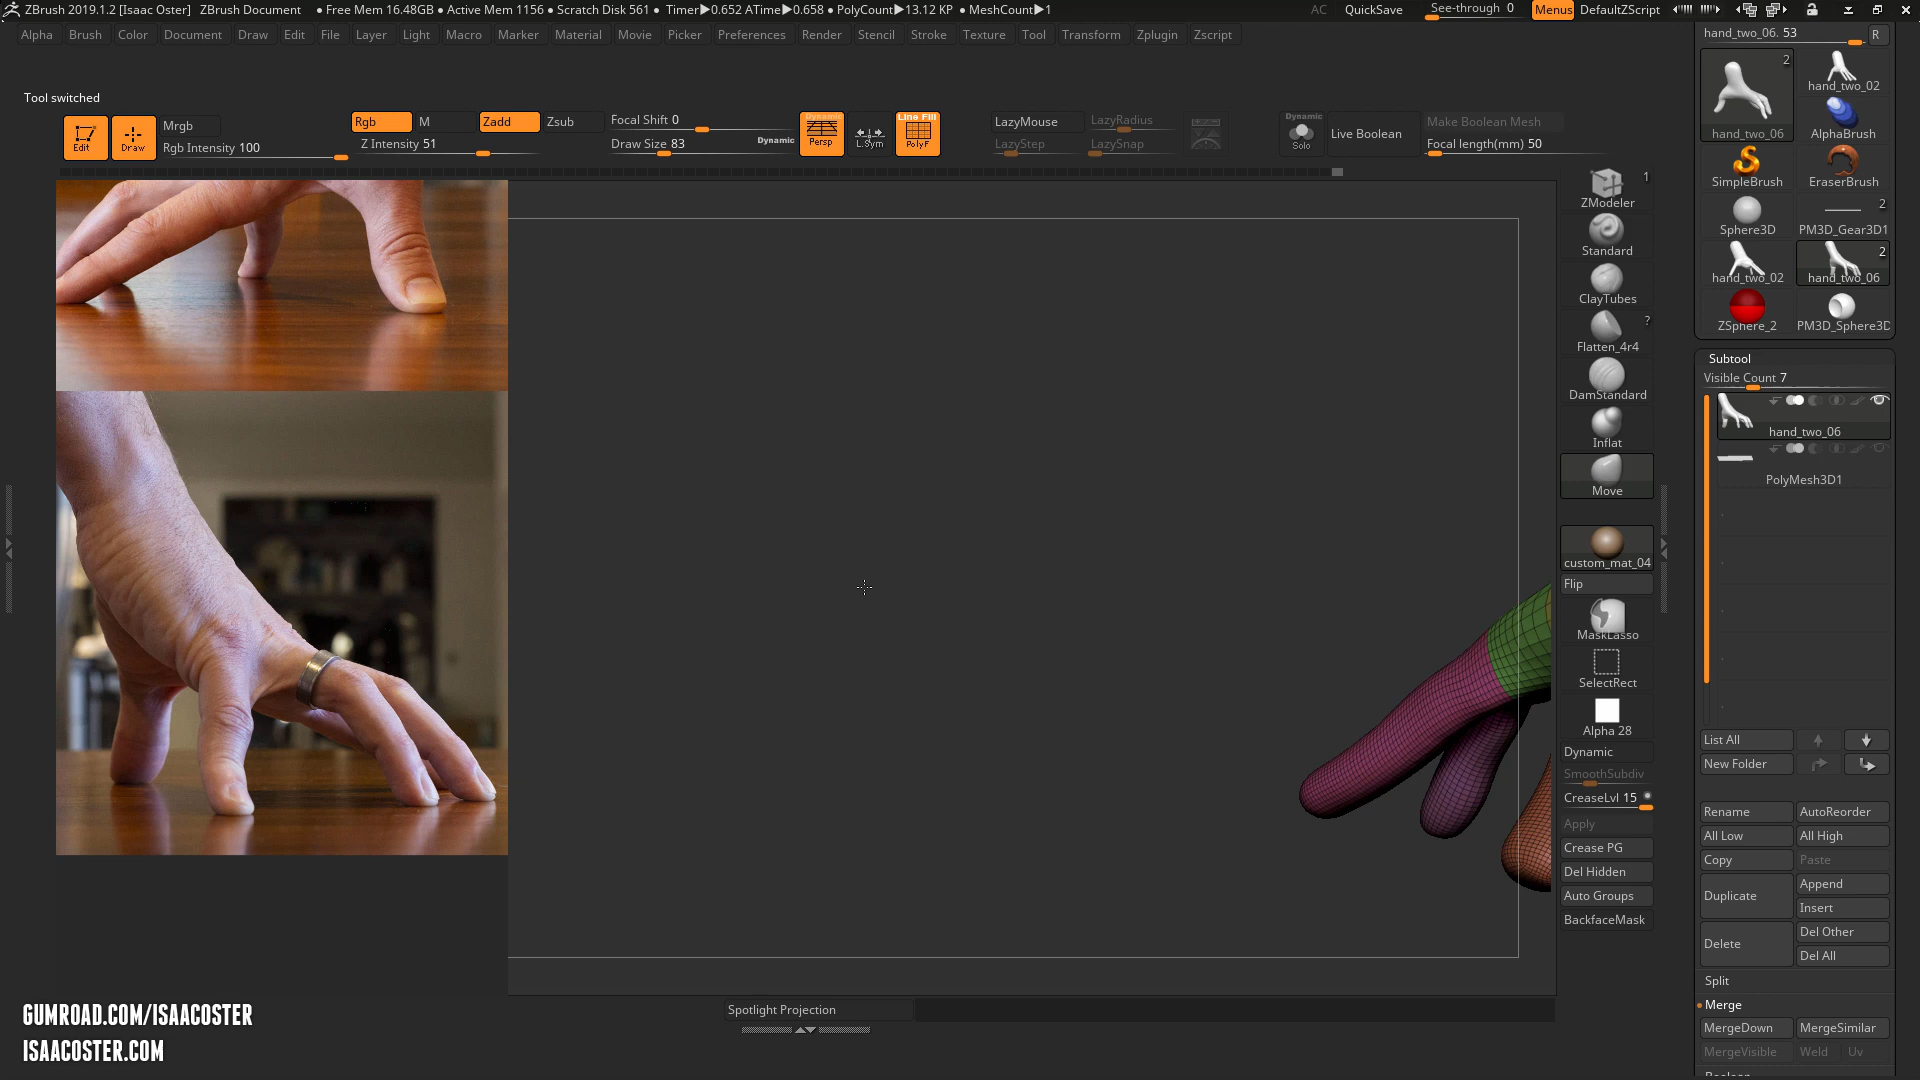 ZBrush 2019.1.2 [Isaac Oster] ZBrush Document • Free Mem 16.48GB • Active Mem 1156 • Scratch Disk 561 • Timer▶0.652 ATime▶0.658 • PolyCount▶13.12 KP • MeshCount▶1 AC QuickSave See-through 0 Menus DefaultZScript
Alpha Brush Color Document Draw Edit File Layer Light Macro Marker Material Movie Picker Preferences Render Stencil Stroke Texture Tool Transform Zplugin Zscript
Tool switched
Edit
Draw
Mrgb
Rgb Intensity 100
Rgb M Zadd Zsub
Z Intensity 51
Focal Shift 0
Draw Size 83 Dynamic
Dynamic
Persp
L.Sym
Line Fill
PolyF
LazyMouse LazyRadius
LazyStep LazySnap
Dynamic
Solo
Live Boolean
Make Boolean Mesh
Focal length(mm) 50
1
ZModeler
Standard
ClayTubes
?
Flatten_4r4
DamStandard
Inflat
Move
custom_mat_04
Flip
MaskLasso
SelectRect
Alpha 28
Dynamic
SmoothSubdiv
CreaseLvl 15
Apply
Crease PG
Del Hidden
Auto Groups
BackfaceMask
hand_two_06. 53 R
2
hand_two_06
hand_two_02
AlphaBrush
SimpleBrush EraserBrush
2
Sphere3D PM3D_Gear3D1
2
hand_two_02 hand_two_06
ZSphere_2 PM3D_Sphere3D
Subtool
Visible Count 7
hand_two_06
PolyMesh3D1
List All
New Folder
Rename AutoReorder
All Low All High
Copy Paste
Duplicate Append
Insert
Delete Del Other
Del All
Split
Merge
MergeDown MergeSimilar
MergeVisible Weld Uv
Spotlight Projection
GUMROAD.COM/ISAACOSTER
ISAACOSTER.COM